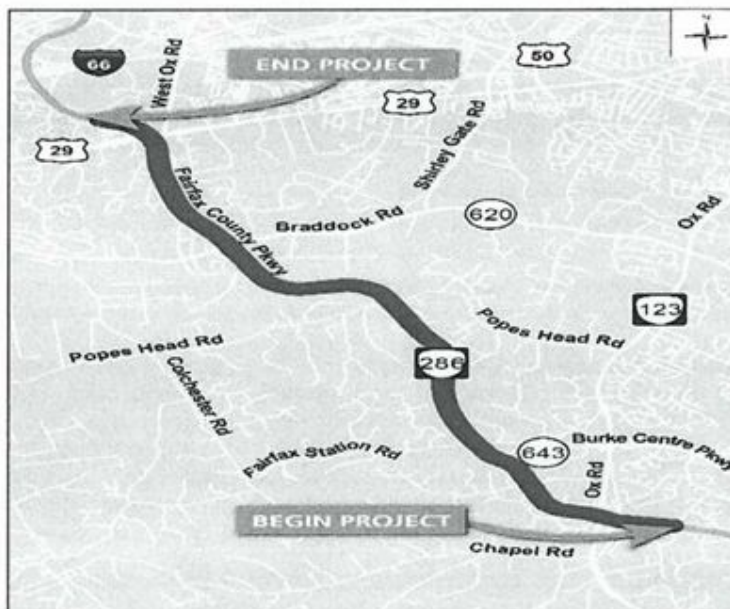 66
West Ox Rd
END PROJECT
50
29
29
Shirley Gate Rd
Fairfax County Pkwy
Braddock Rd
620
Ox Rd
123
Popes Head Rd
Popes Head Rd
286
Colchester Rd
Fairfax Station Rd
643
Burke Centre Pkwy
Ox Rd
BEGIN PROJECT
Chapel Rd